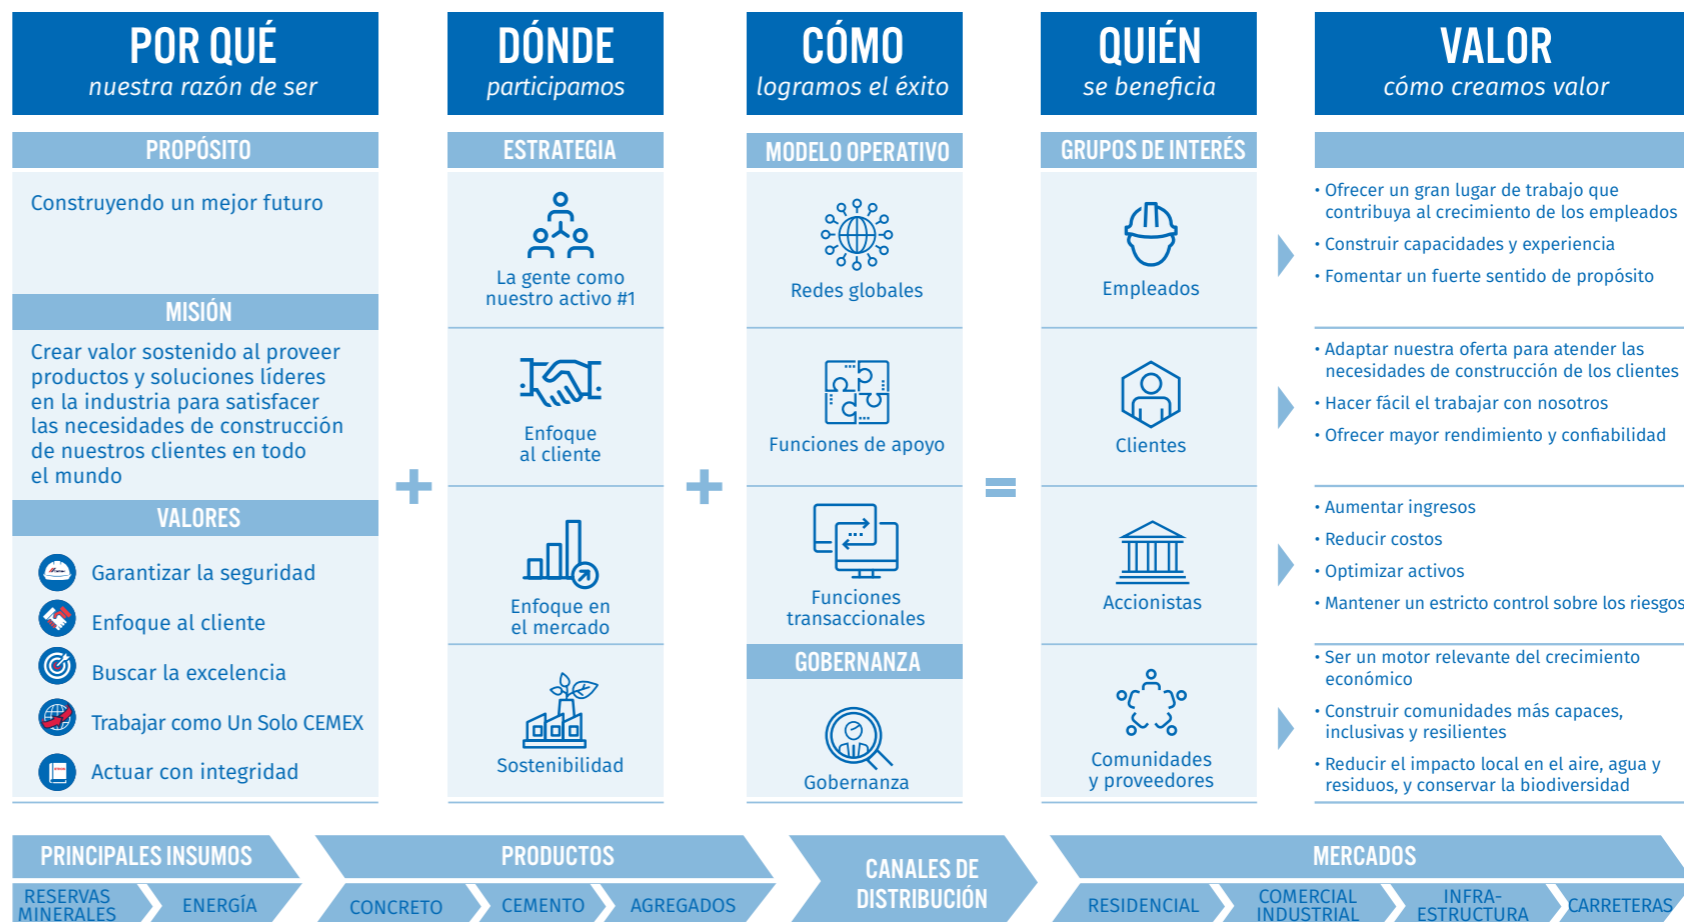 POR QUÉ
nuestra razón de ser
PROPÓSITO
Construyendo un mejor futuro
MISIÓN
Crear valor sostenido al proveer
productos y soluciones líderes
en la industria para satisfacer
las necesidades de construcción
de nuestros clientes en todo
el mundo
VALORES
Garantizar la seguridad
Enfoque al cliente
Buscar la excelencia
Trabajar como Un Solo CEMEX
Actuar con integridad
+
DÓNDE
participamos
ESTRATEGIA
La gente como
nuestro activo #1
Enfoque
al cliente
Enfoque en
el mercado
Sostenibilidad
+
CÓMO
logramos el éxito
MODELO OPERATIVO
Redes globales
Funciones de apoyo
Funciones
transaccionales
GOBERNANZA
Gobernanza
=
QUIÉN
se beneficia
GRUPOS DE INTERÉS
Empleados
Clientes
Accionistas
Comunidades
y proveedores
VALOR
cómo creamos valor
• Ofrecer un gran lugar de trabajo que
contribuya al crecimiento de los empleados
• Construir capacidades y experiencia
• Fomentar un fuerte sentido de propósito
• Adaptar nuestra oferta para atender las
necesidades de construcción de los clientes
• Hacer fácil el trabajar con nosotros
• Ofrecer mayor rendimiento y confiabilidad
• Aumentar ingresos
• Reducir costos
• Optimizar activos
• Mantener un estricto control sobre los riesgos
• Ser un motor relevante del crecimiento
económico
• Construir comunidades más capaces,
inclusivas y resilientes
• Reducir el impacto local en el aire, agua y
residuos, y conservar la biodiversidad
PRINCIPALES INSUMOS
RESERVAS
MINERALES
ENERGÍA
PRODUCTOS
CONCRETO
CEMENTO
AGREGADOS
CANALES DE
DISTRIBUCIÓN
MERCADOS
RESIDENCIAL
COMERCIAL
INDUSTRIAL
INFRA-
ESTRUCTURA
CARRETERAS